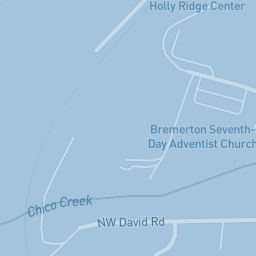 Holly Ridge Center
Bremerton Seventh-
Day Adventist Church
Chico Creek
NW David Rd